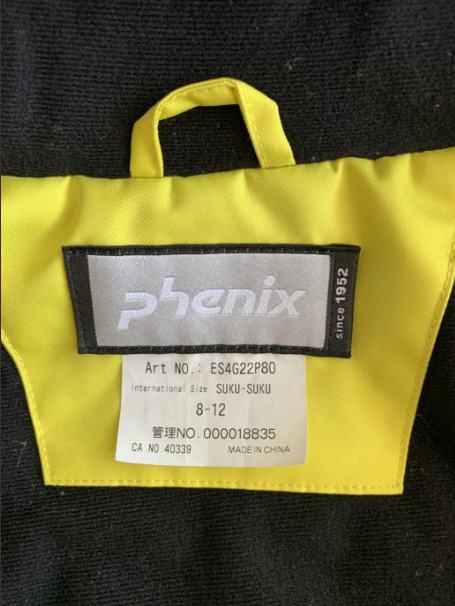 phenix
since 1952
Art NO.: ES4G22P80
International Size SUKU-SUKU
8-12
管理NO. 000018835
CA NO. 40339 MADE IN CHINA